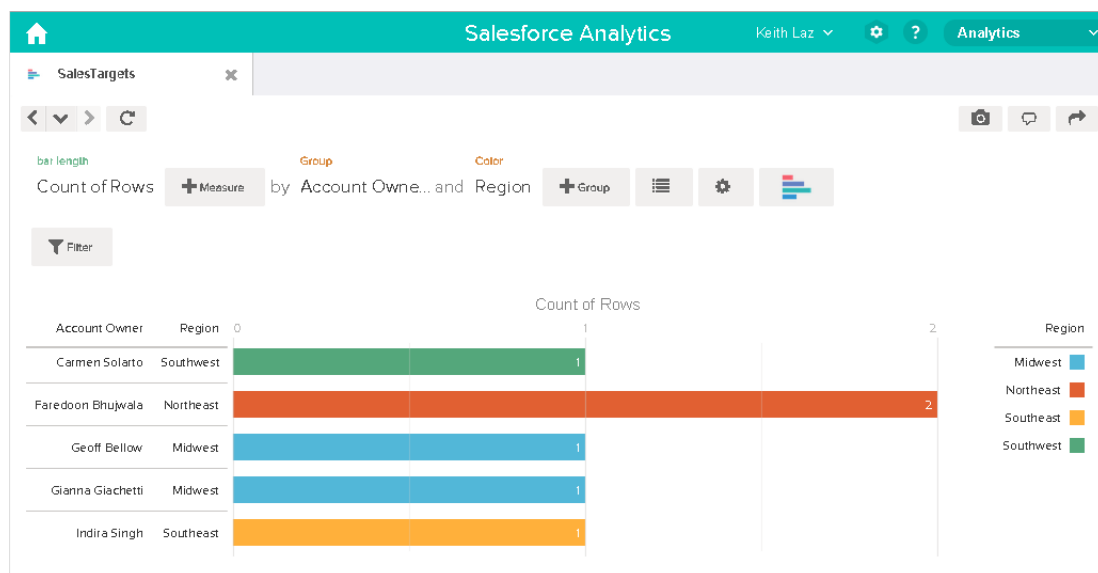 Salesforce Analytics Keith Laz ? Analytics
SalesTargets
bar length Group Color
Count of Rows + Measure by Account Owne... and Region + Group
Filter
Count of Rows
Account Owner Region 0 1 2 Region
Carmen Solarto Southwest 1 Midwest
Faredoon Bhujwala Northeast 2 Northeast
Southeast
Geoff Bellow Midwest 1 Southwest
Gianna Giachetti Midwest 1
Indira Singh Southeast 1